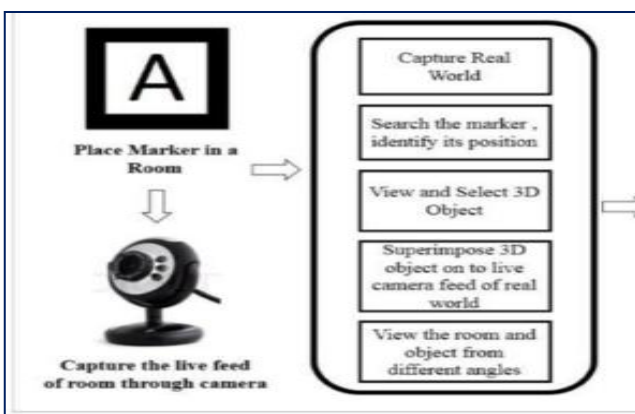 A
Place Marker in a
Room
Capture the live feed
of room through camera
Capture Real
World
Search the marker ,
identify its position
View and Select 3D
Object
Superimpose 3D
object on to live
camera feed of real
world
View the room and
object from
different angles